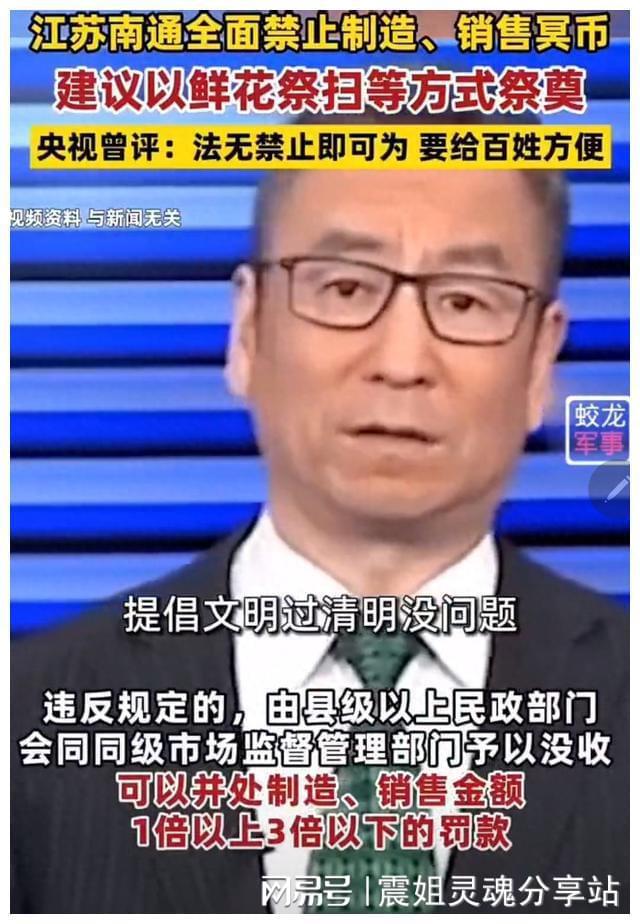 江苏南通全面禁止制造、销售冥币
建议以鲜花祭扫等方式祭奠
央视曾评：法无禁止即可为 要给百姓方便
视频资料 与新闻无关
蛟龙
军事
提倡文明过清明没问题
违反规定的，由县级以上民政部门
会同同级市场监督管理部门予以没收
可以并处制造、销售金额
1倍以上3倍以下的罚款
网易号 | 震姐灵魂分享站